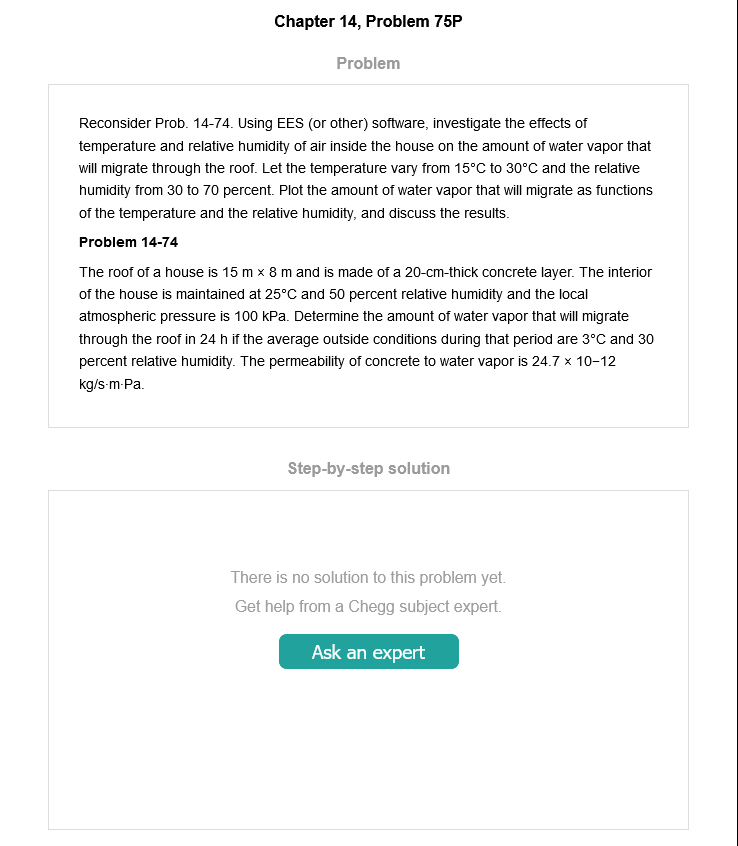 Chapter 14, Problem 75P
Problem
Reconsider Prob. 14-74. Using EES (or other) software, investigate the effects of
temperature and relative humidity of air inside the house on the amount of water vapor that
will migrate through the roof. Let the temperature vary from 15°C to 30°C and the relative
humidity from 30 to 70 percent. Plot the amount of water vapor that will migrate as functions
of the temperature and the relative humidity, and discuss the results.
Problem 14-74
The roof of a house is 15 m × 8 m and is made of a 20-cm-thick concrete layer. The interior
of the house is maintained at 25°C and 50 percent relative humidity and the local
atmospheric pressure is 100 kPa. Determine the amount of water vapor that will migrate
through the roof in 24 h if the average outside conditions during that period are 3°C and 30
percent relative humidity. The permeability of concrete to water vapor is 24.7 × 10−12
kg/s·m·Pa.
Step-by-step solution
There is no solution to this problem yet.
Get help from a Chegg subject expert.
Ask an expert